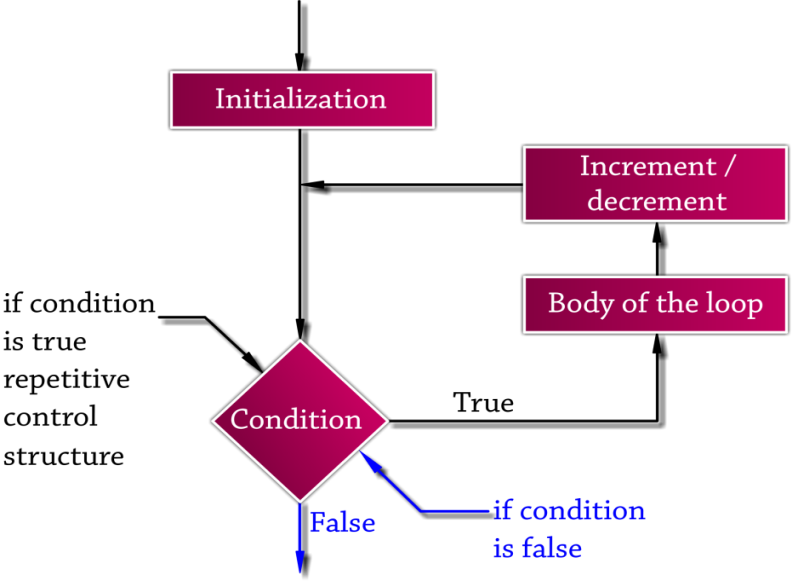 Initialization
Increment /
decrement
Body of the loop
if condition
is true
repetitive
control
structure
Condition
True
False
if condition
is false